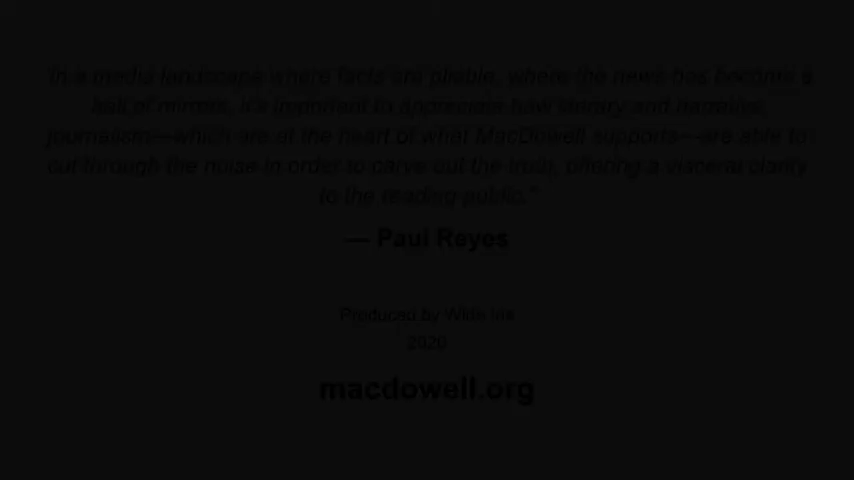 In a media landscape where facts are pliable, where the news has become a
hall of mirrors, it's important to appreciate how literary and narrative
journalism—which are at the heart of what MacDowell supports—are able to
cut through the noise in order to carve out the truth, offering a visceral clarity
to the reading public."
— Paul Reyes
Produced by Wilde Ink
2020
macdowell.org